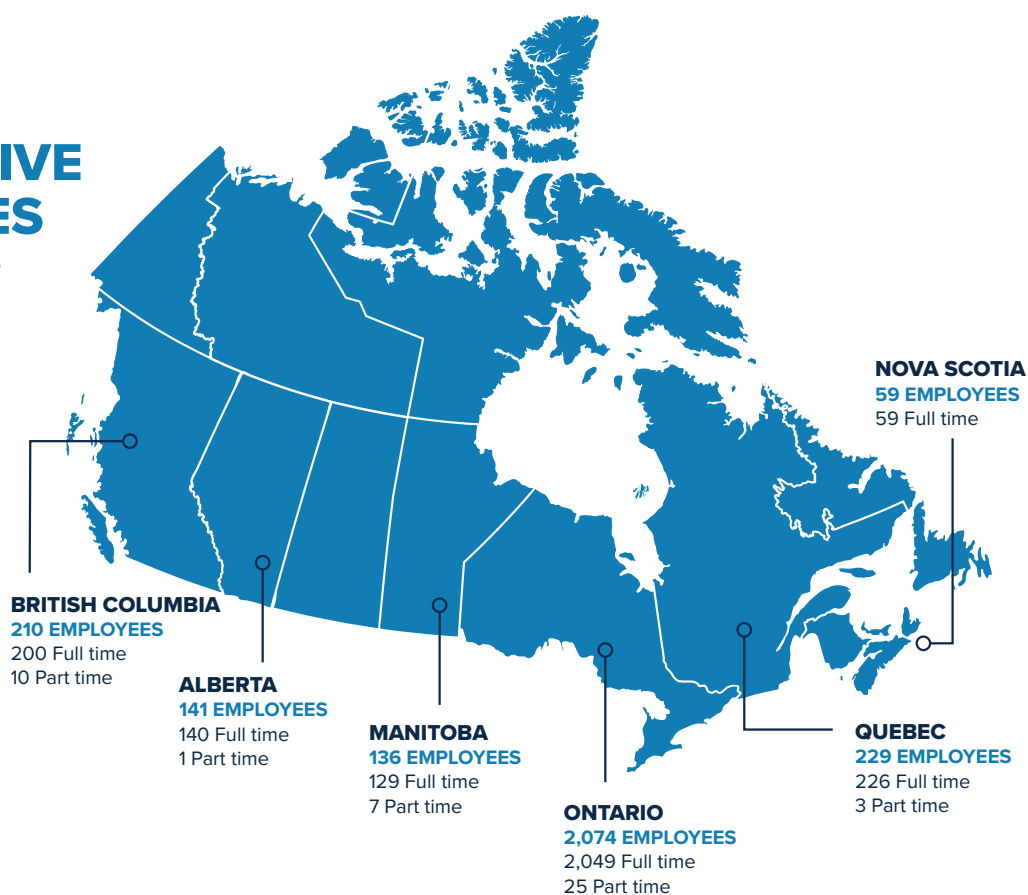 NOVA SCOTIA
59 EMPLOYEES
59 Full time
BRITISH COLUMBIA
210 EMPLOYEES
200 Full time
10 Part time
ALBERTA
141 EMPLOYEES
140 Full time
1 Part time
MANITOBA
136 EMPLOYEES
129 Full time
7 Part time
ONTARIO
2,074 EMPLOYEES
2,049 Full time
25 Part time
QUEBEC
229 EMPLOYEES
226 Full time
3 Part time